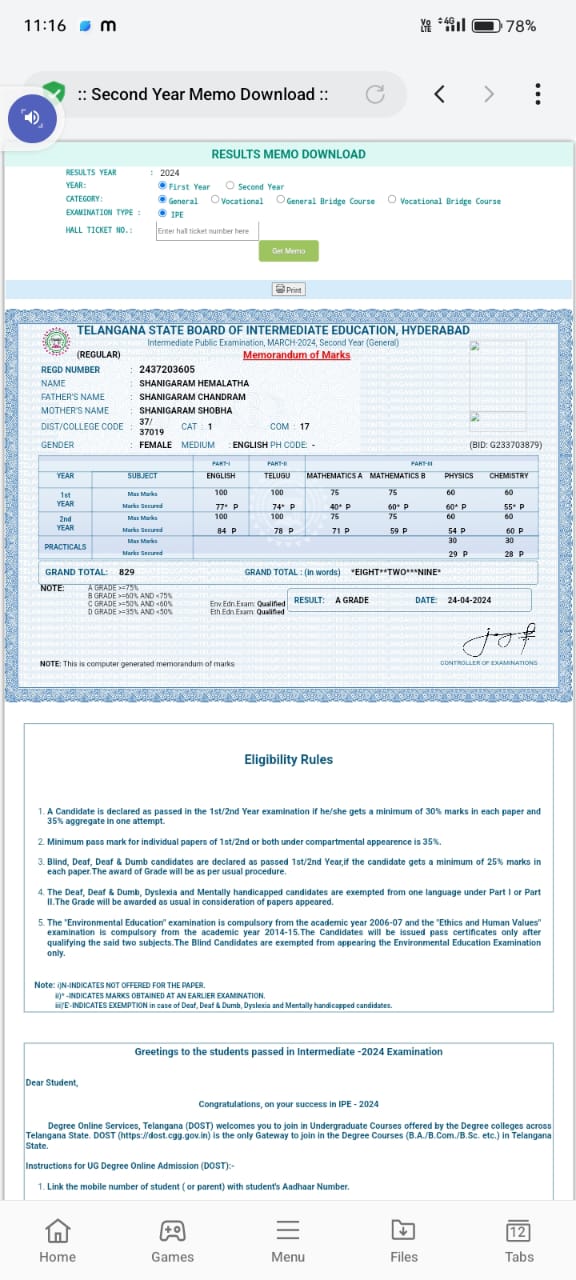 11:16 m Vo LTE 4G 78%
:: Second Year Memo Download ::
RESULTS MEMO DOWNLOAD
RESULTS YEAR : 2024
YEAR: First Year Second Year
CATEGORY: General Vocational General Bridge Course Vocational Bridge Course
EXAMINATION TYPE : IPE
HALL TICKET NO.: Enter hall ticket number here
Get Memo
Print
TELANGANA STATE BOARD OF INTERMEDIATE EDUCATION, HYDERABAD
Intermediate Public Examination, MARCH-2024, Second Year (General)
(REGULAR) Memorandum of Marks
REGD NUMBER : 2437203605
NAME : SHANIGARAM HEMALATHA
FATHER'S NAME : SHANIGARAM CHANDRAM
MOTHER'S NAME : SHANIGARAM SHOBHA
DIST/COLLEGE CODE : 37/ 37019 CAT : 1 COM : 17
GENDER : FEMALE MEDIUM : ENGLISH PH CODE: - (BID: G233703879)
PART-I PART-II PART-III
YEAR SUBJECT ENGLISH TELUGU MATHEMATICS A MATHEMATICS B PHYSICS CHEMISTRY
1st YEAR Max Marks 100 100 75 75 60 60
Marks Secured 77* P 74* P 40* P 60* P 60* P 55* P
2nd YEAR Max Marks 100 100 75 75 60 60
Marks Secured 84 P 78 P 71 P 59 P 54 P 60 P
PRACTICALS Max Marks 30 30
Marks Secured 29 P 28 P
GRAND TOTAL: 829 GRAND TOTAL : (in words) *EIGHT**TWO***NINE*
NOTE: A GRADE >=75%
B GRADE >=60% AND <75%
C GRADE >=50% AND <60% Env.Edn.Exam: Qualified RESULT: A GRADE DATE: 24-04-2024
D GRADE >=35% AND <50% Eth.Edn.Exam: Qualified
NOTE: This is computer generated memorandum of marks CONTROLLER OF EXAMINATIONS
Eligibility Rules
1. A Candidate is declared as passed in the 1st/2nd Year examination if he/she gets a minimum of 30% marks in each paper and
35% aggregate in one attempt.
2. Minimum pass mark for individual papers of 1st/2nd or both under compartmental appearence is 35%.
3. Blind, Deaf, Deaf & Dumb candidates are declared as passed 1st/2nd Year,if the candidate gets a minimum of 25% marks in
each paper.The award of Grade will be as per usual procedure.
4. The Deaf, Deaf & Dumb, Dyslexia and Mentally handicapped candidates are exempted from one language under Part I or Part
II.The Grade will be awarded as usual in consideration of papers appeared.
5. The "Environmental Education" examination is compulsory from the academic year 2006-07 and the "Ethics and Human Values"
examination is compulsory from the academic year 2014-15.The Candidates will be issued pass certificates only after
qualifying the said two subjects.The Blind Candidates are exempted from appearing the Environmental Education Examination
only.
Note: i)N-INDICATES NOT OFFERED FOR THE PAPER.
ii)* -INDICATES MARKS OBTAINED AT AN EARLIER EXAMINATION.
iii)'E'-INDICATES EXEMPTION in case of Deaf, Deaf & Dumb, Dyslexia and Mentally handicapped candidates.
Greetings to the students passed in Intermediate -2024 Examination
Dear Student,
Congratulations, on your success in IPE - 2024
Degree Online Services, Telangana (DOST) welcomes you to join in Undergraduate Courses offered by the Degree colleges across
Telangana State. DOST (https://dost.cgg.gov.in) is the only Gateway to join in the Degree Courses (B.A./B.Com./B.Sc. etc.) in Telangana
State.
Instructions for UG Degree Online Admission (DOST):-
1. Link the mobile number of student ( or parent) with student's Aadhaar Number.
12
Home Games Menu Files Tabs